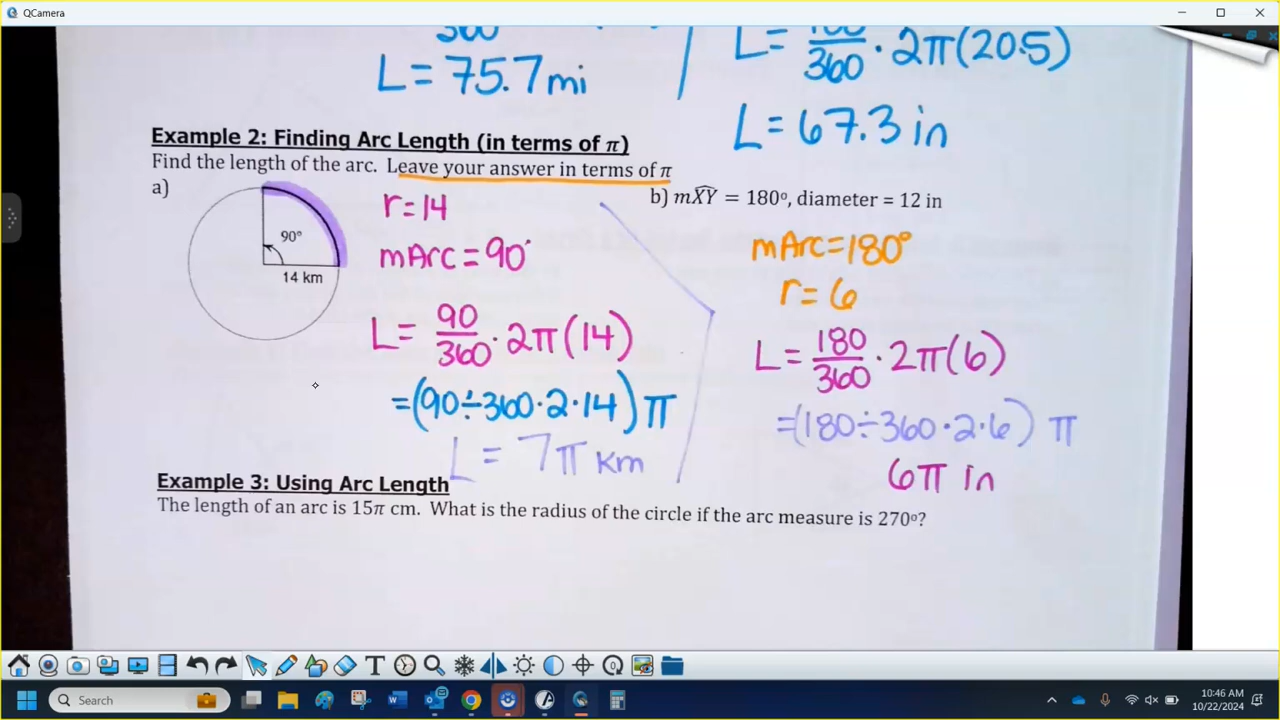 QCamera
360
L = 75.7 mi
L = 360 · 2π(20.5)
L = 67.3 in
Example 2: Finding Arc Length (in terms of π)
Find the length of the arc. Leave your answer in terms of π
a)
90°
14 km
r = 14
mArc = 90°
L = 90/360 · 2π(14)
= (90 ÷ 360 · 2 · 14) π
L = 7π km
b) mXY = 180°, diameter = 12 in
mArc = 180°
r = 6
L = 180/360 · 2π(6)
= (180 ÷ 360 · 2 · 6) π
6π in
Example 3: Using Arc Length
The length of an arc is 15π cm. What is the radius of the circle if the arc measure is 270°?
Search
10:46 AM
10/22/2024